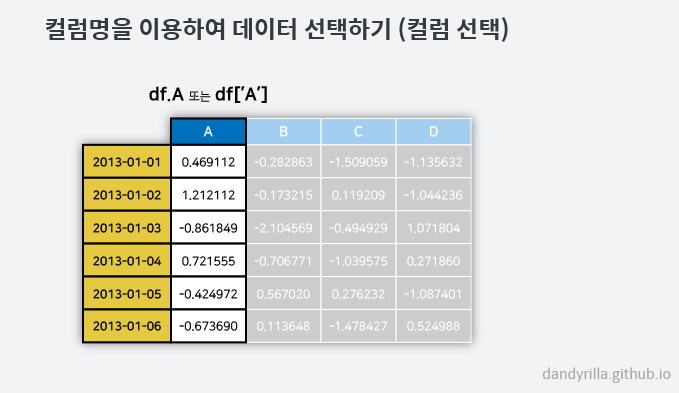 컬럼명을 이용하여 데이터 선택하기 (컬럼 선택)
df.A 또는 df['A']
A B C D
2013-01-01 0.469112 -0.282863 -1.509059 -1.135632
2013-01-02 1.212112 -0.173215 0.119209 -1.044236
2013-01-03 -0.861849 -2.104569 -0.494929 1.071804
2013-01-04 0.721555 -0.706771 -1.039575 0.271860
2013-01-05 -0.424972 0.567020 0.276232 -1.087401
2013-01-06 -0.673690 0.113648 -1.478427 0.524988
dandyrilla.github.io